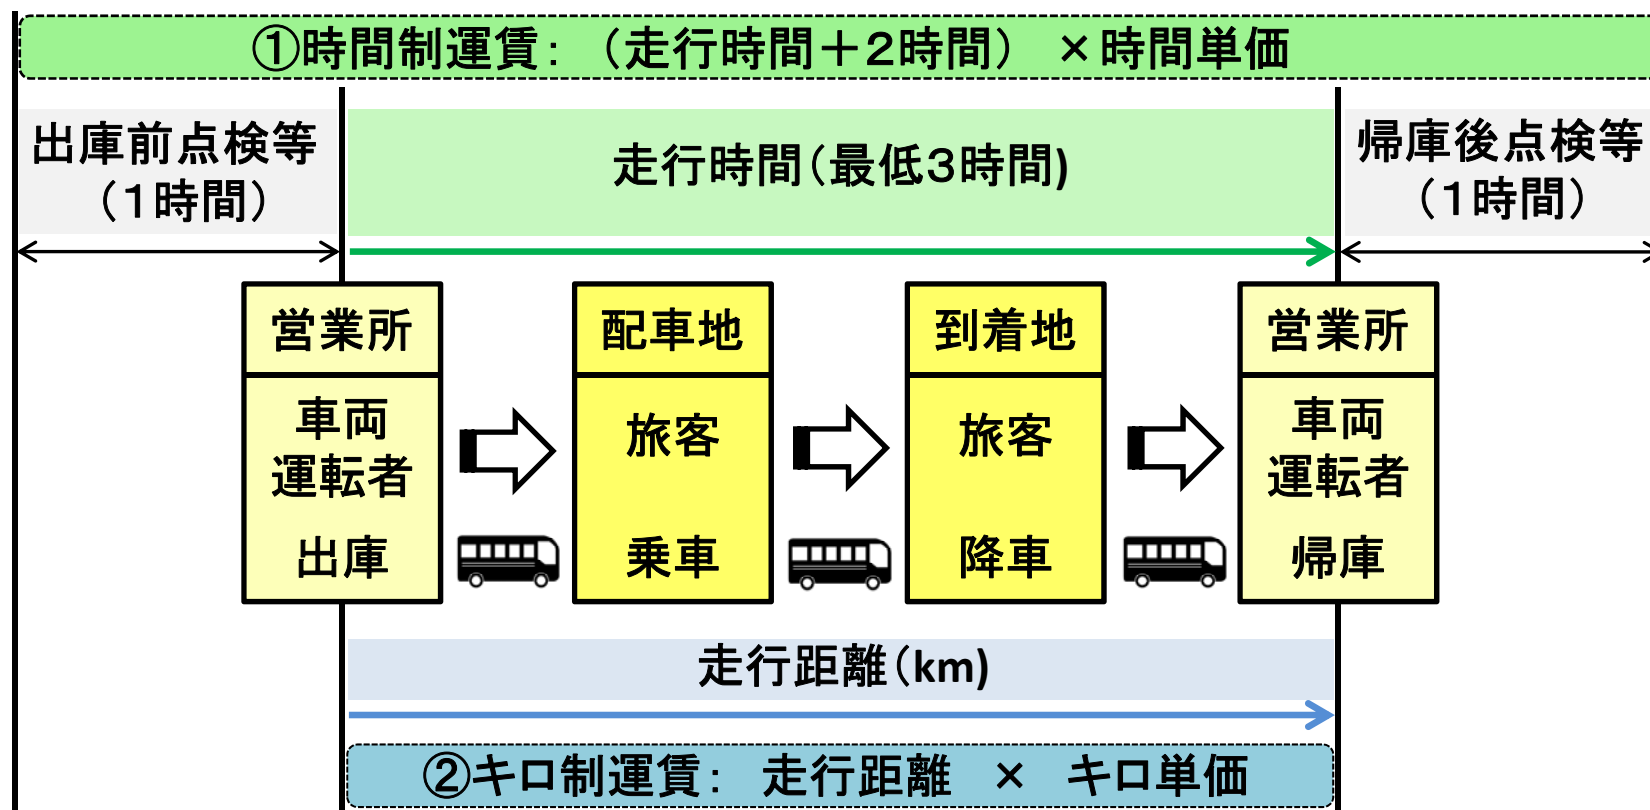 ①時間制運賃： （走行時間＋２時間） ×時間単価
出庫前点検等
（１時間）
走行時間（最低３時間)
帰庫後点検等
（１時間）
営業所
車両
運転者
出庫
配車地
旅客
乗車
到着地
旅客
降車
営業所
車両
運転者
帰庫
走行距離（km)
②キロ制運賃： 走行距離 × キロ単価